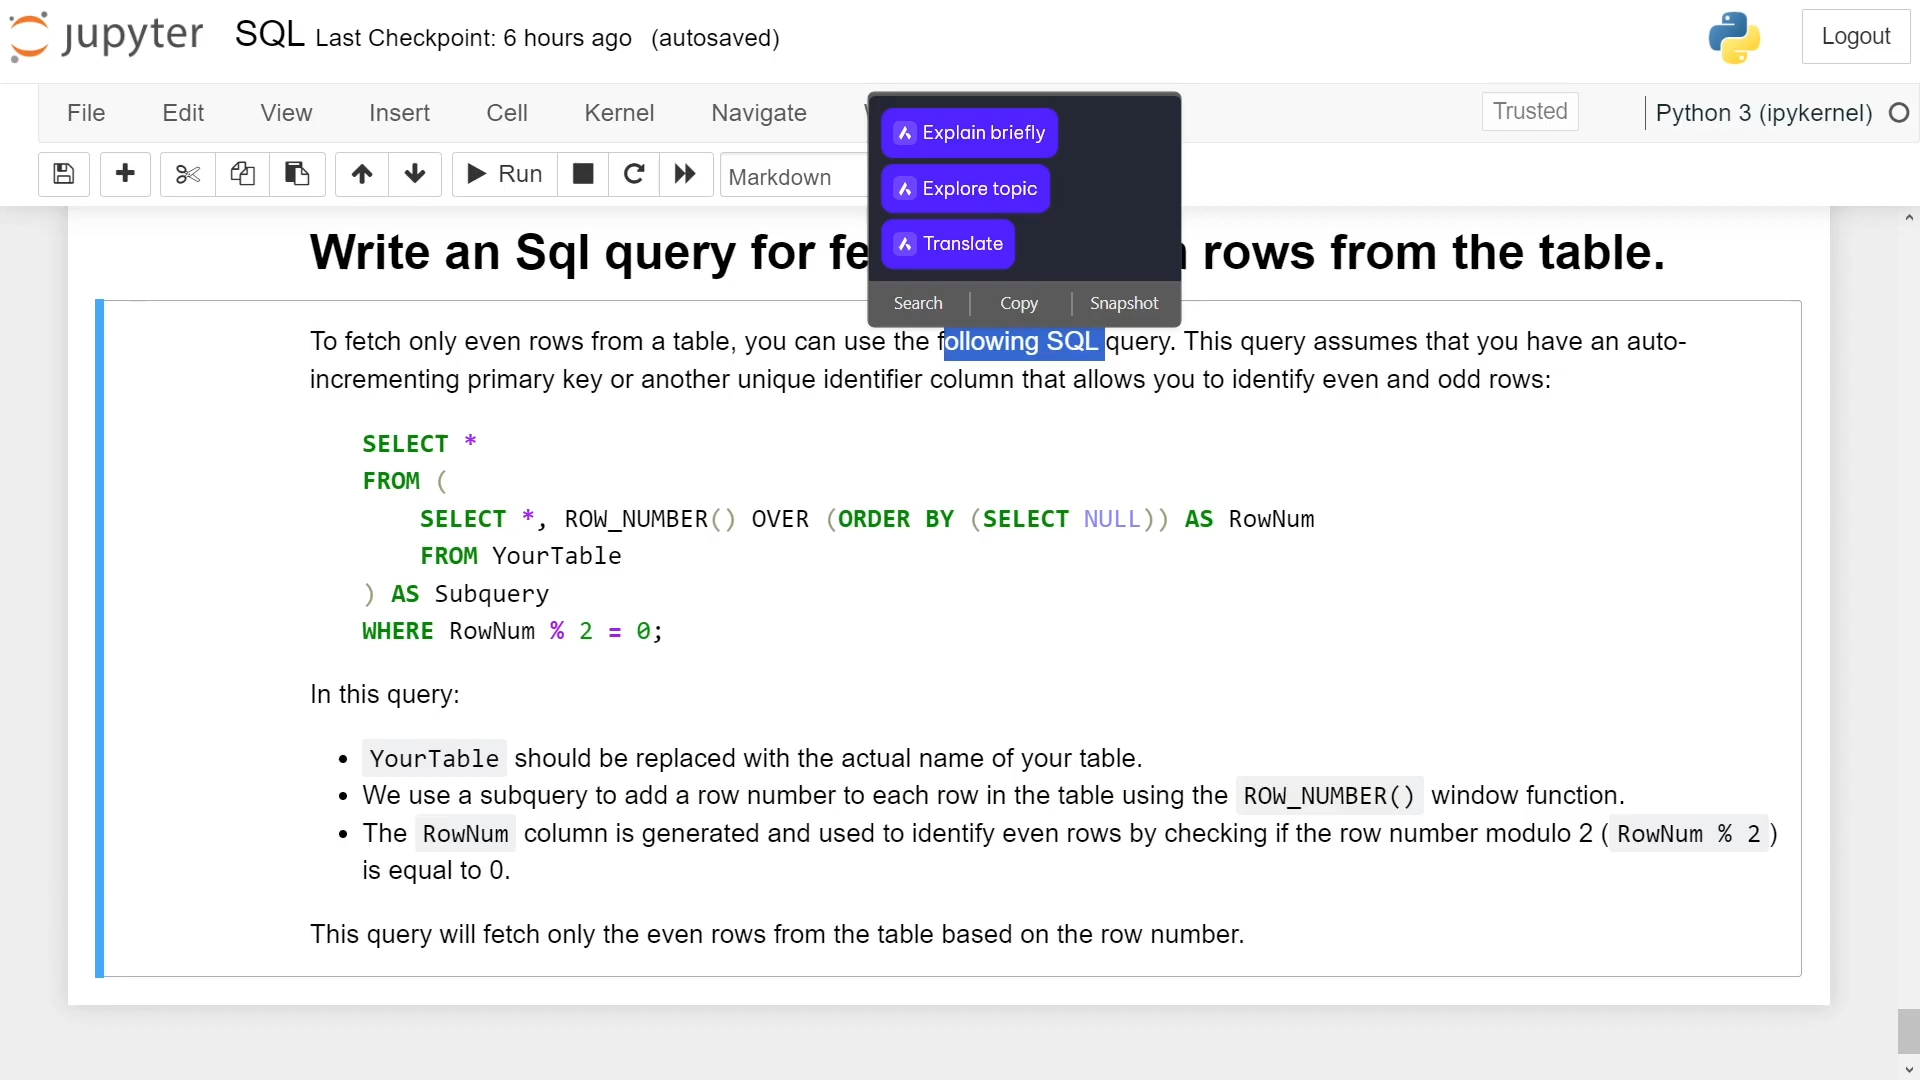 jupyter SQL Last Checkpoint: 6 hours ago (autosaved)
Logout
File Edit View Insert Cell Kernel Navigate
Trusted
Python 3 (ipykernel)
Run
Markdown
Explain briefly
Explore topic
Translate
Search Copy Snapshot
Write an Sql query for fe rows from the table.
To fetch only even rows from a table, you can use the following SQL query. This query assumes that you have an auto-
incrementing primary key or another unique identifier column that allows you to identify even and odd rows:
SELECT *
FROM (
SELECT *, ROW_NUMBER() OVER (ORDER BY (SELECT NULL)) AS RowNum
FROM YourTable
) AS Subquery
WHERE RowNum % 2 = 0;
In this query:
• YourTable should be replaced with the actual name of your table.
• We use a subquery to add a row number to each row in the table using the ROW_NUMBER() window function.
• The RowNum column is generated and used to identify even rows by checking if the row number modulo 2 ( RowNum % 2 )
is equal to 0.
This query will fetch only the even rows from the table based on the row number.